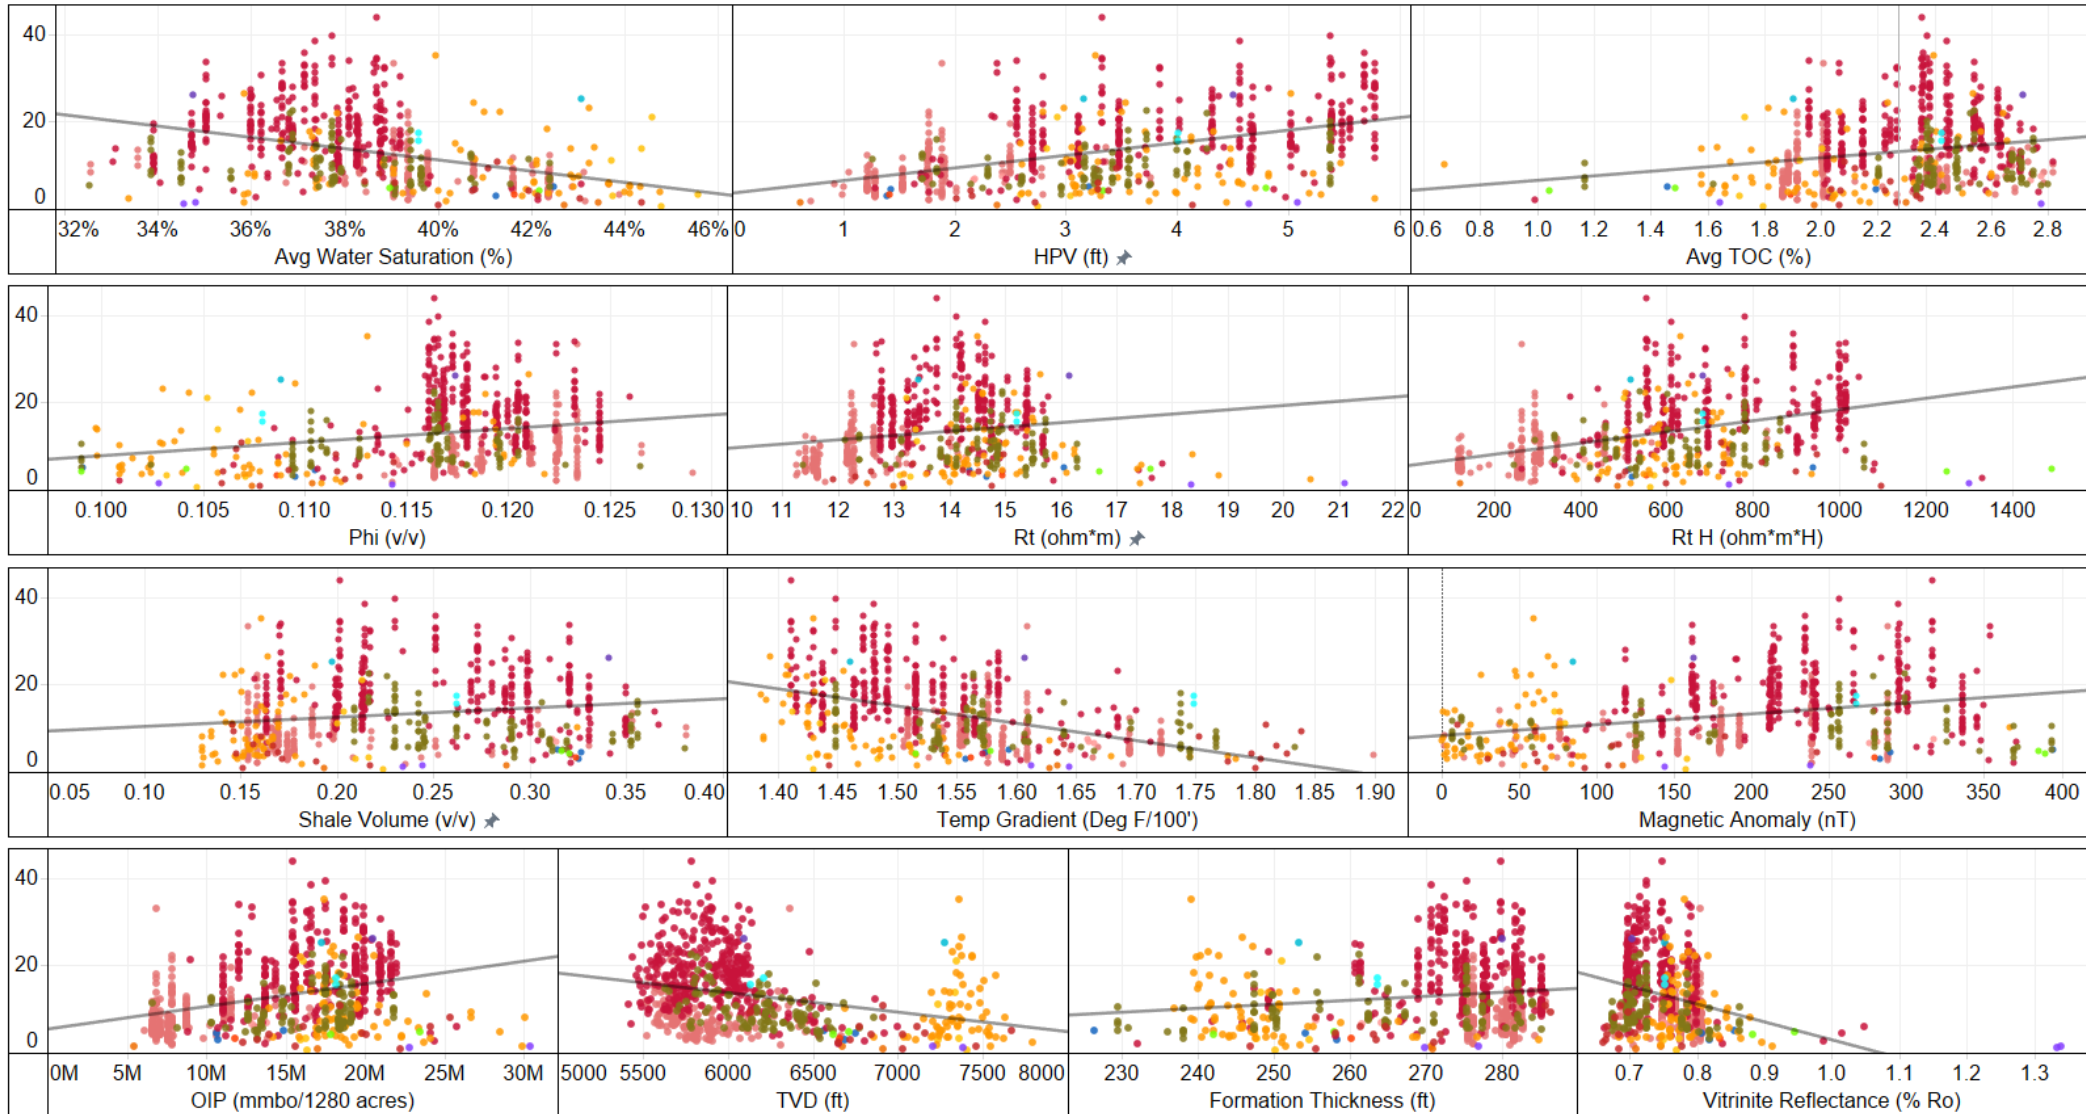 40
20
0
32% 34% 36% 38% 40% 42% 44% 46%
Avg Water Saturation (%)
0 1 2 3 4 5 6
HPV (ft)
0.6 0.8 1.0 1.2 1.4 1.6 1.8 2.0 2.2 2.4 2.6 2.8
Avg TOC (%)
40
20
0
0.100 0.105 0.110 0.115 0.120 0.125 0.130
Phi (v/v)
10 11 12 13 14 15 16 17 18 19 20 21 22
Rt (ohm*m)
0 200 400 600 800 1000 1200 1400
Rt H (ohm*m*H)
40
20
0
0.05 0.10 0.15 0.20 0.25 0.30 0.35 0.40
Shale Volume (v/v)
1.40 1.45 1.50 1.55 1.60 1.65 1.70 1.75 1.80 1.85 1.90
Temp Gradient (Deg F/100')
0 50 100 150 200 250 300 350 400
Magnetic Anomaly (nT)
40
20
0
0M 5M 10M 15M 20M 25M 30M
OIP (mmbo/1280 acres)
5000 5500 6000 6500 7000 7500 8000
TVD (ft)
230 240 250 260 270 280
Formation Thickness (ft)
0.7 0.8 0.9 1.0 1.1 1.2 1.3
Vitrinite Reflectance (% Ro)